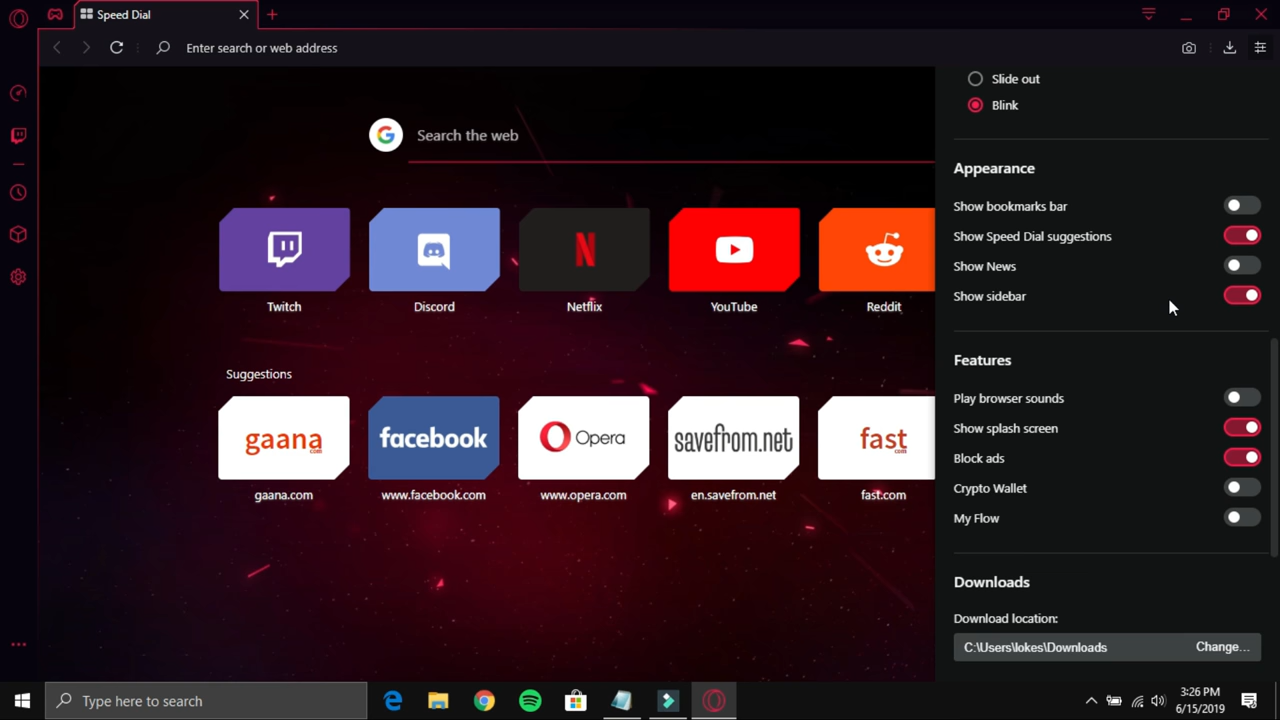 Speed Dial
Enter search or web address
Search the web
Twitch
Discord
Netflix
YouTube
Reddit
Suggestions
gaana
.com
facebook
Opera
savefrom.net
fast
.com
gaana.com
www.facebook.com
www.opera.com
en.savefrom.net
fast.com
Slide out
Blink
Appearance
Show bookmarks bar
Show Speed Dial suggestions
Show News
Show sidebar
Features
Play browser sounds
Show splash screen
Block ads
Crypto Wallet
My Flow
Downloads
Download location:
C:\Users\lokes\Downloads Change...
Type here to search
3:26 PM
6/15/2019